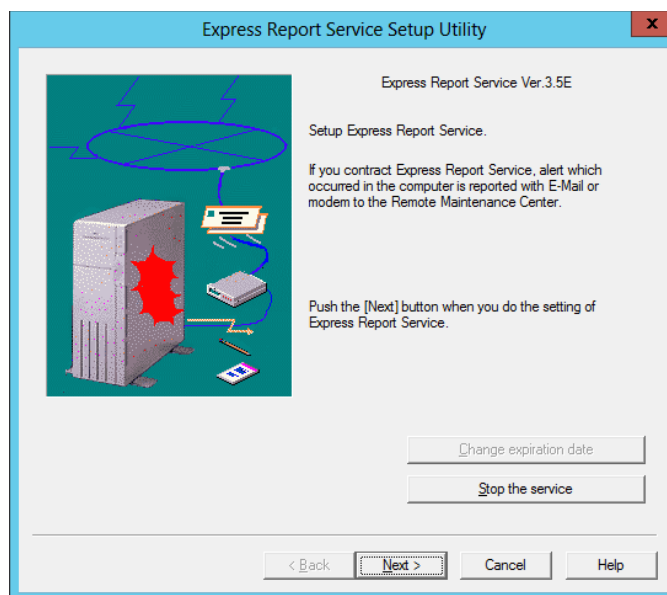 Express Report Service Setup Utility
x
Express Report Service Ver.3.5E
Setup Express Report Service.
If you contract Express Report Service, alert which
occurred in the computer is reported with E-Mail or
modem to the Remote Maintenance Center.
Push the [Next] button when you do the setting of
Express Report Service.
Change expiration date
Stop the service
< Back Next > Cancel Help